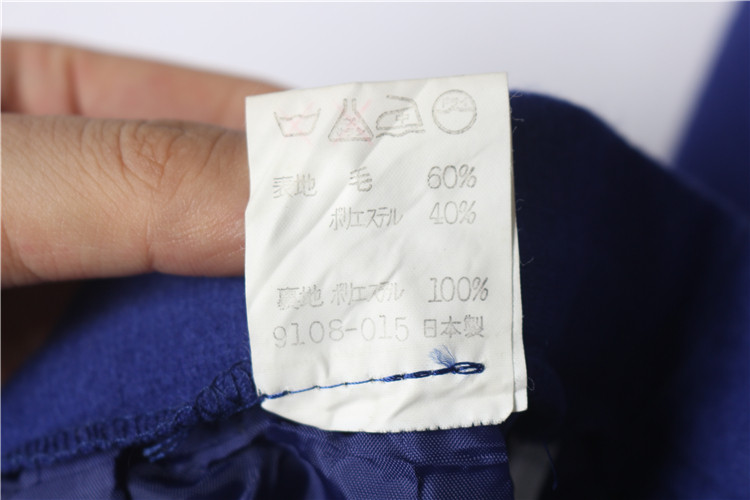 表地 毛 60%
ポリエステル 40%
裏地 ポリエステル 100%
9108-015 日本製